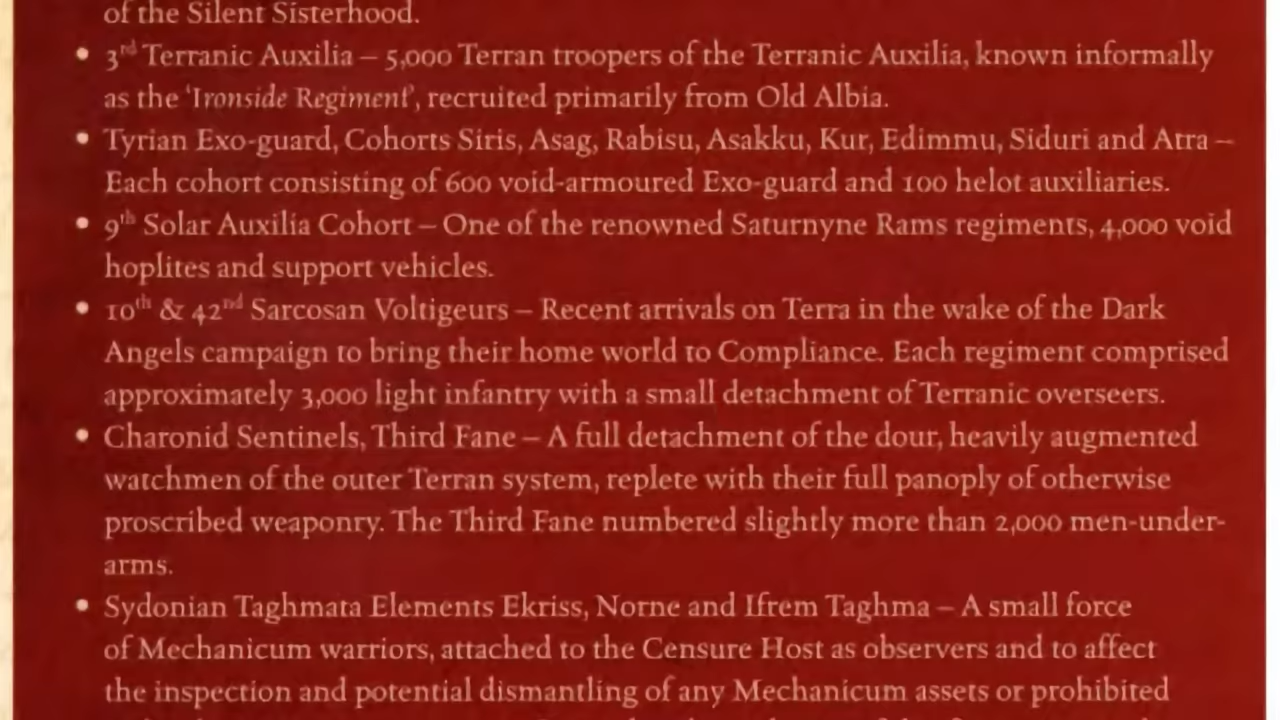 of the Silent Sisterhood.
• 3rd Terranic Auxilia – 5,000 Terran troopers of the Terranic Auxilia, known informally
as the 'Ironside Regiment', recruited primarily from Old Albia.
• Tyrian Exo-guard, Cohorts Siris, Asag, Rabisu, Asakku, Kur, Edimmu, Siduri and Atra –
Each cohort consisting of 600 void-armoured Exo-guard and 100 helot auxiliaries.
• 9th Solar Auxilia Cohort – One of the renowned Saturnyne Rams regiments, 4,000 void
hoplites and support vehicles.
• 10th & 42nd Sarcosan Voltigeurs – Recent arrivals on Terra in the wake of the Dark
Angels campaign to bring their home world to Compliance. Each regiment comprised
approximately 3,000 light infantry with a small detachment of Terranic overseers.
• Charonid Sentinels, Third Fane – A full detachment of the dour, heavily augmented
watchmen of the outer Terran system, replete with their full panoply of otherwise
proscribed weaponry. The Third Fane numbered slightly more than 2,000 men-under-
arms.
• Sydonian Taghmata Elements Ekriss, Norne and Ifrem Taghma – A small force
of Mechanicum warriors, attached to the Censure Host as observers and to affect
the inspection and potential dismantling of any Mechanicum assets or prohibited